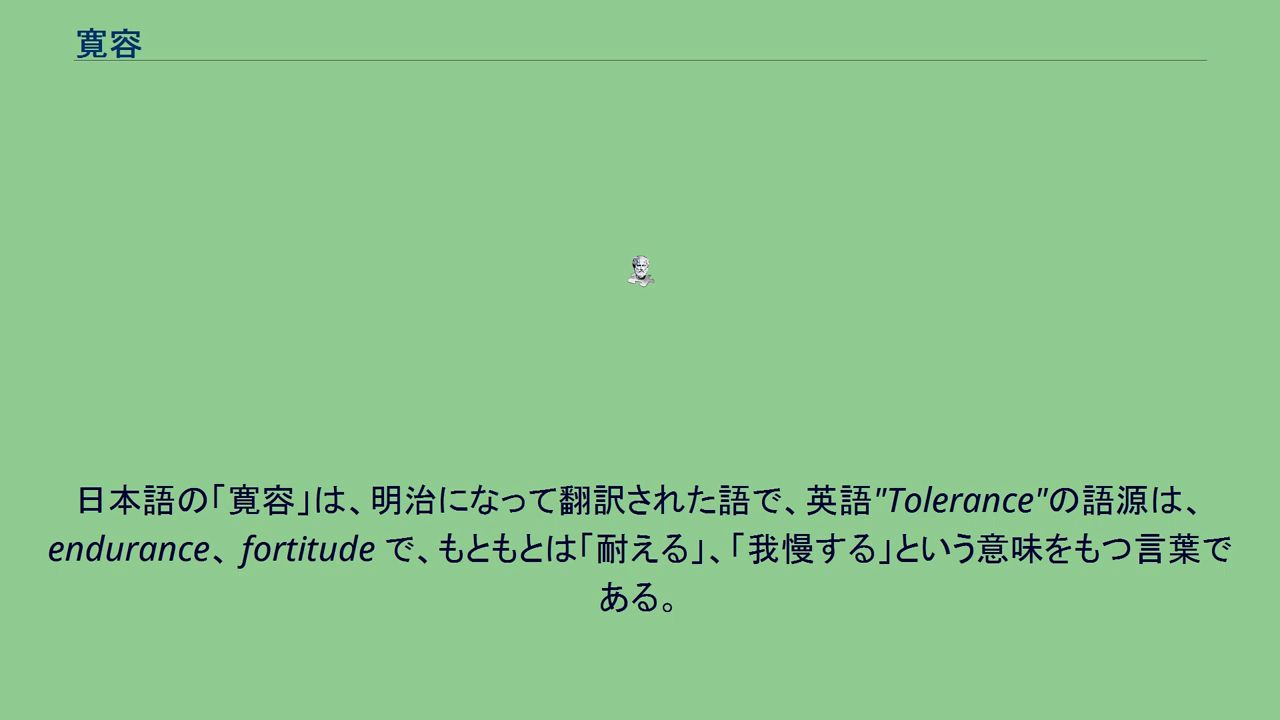 寛容
日本語の「寛容」は、明治になって翻訳された語で、英語"Tolerance"の語源は、
endurance、fortitude で、もともとは「耐える」、「我慢する」という意味をもつ言葉で
ある。